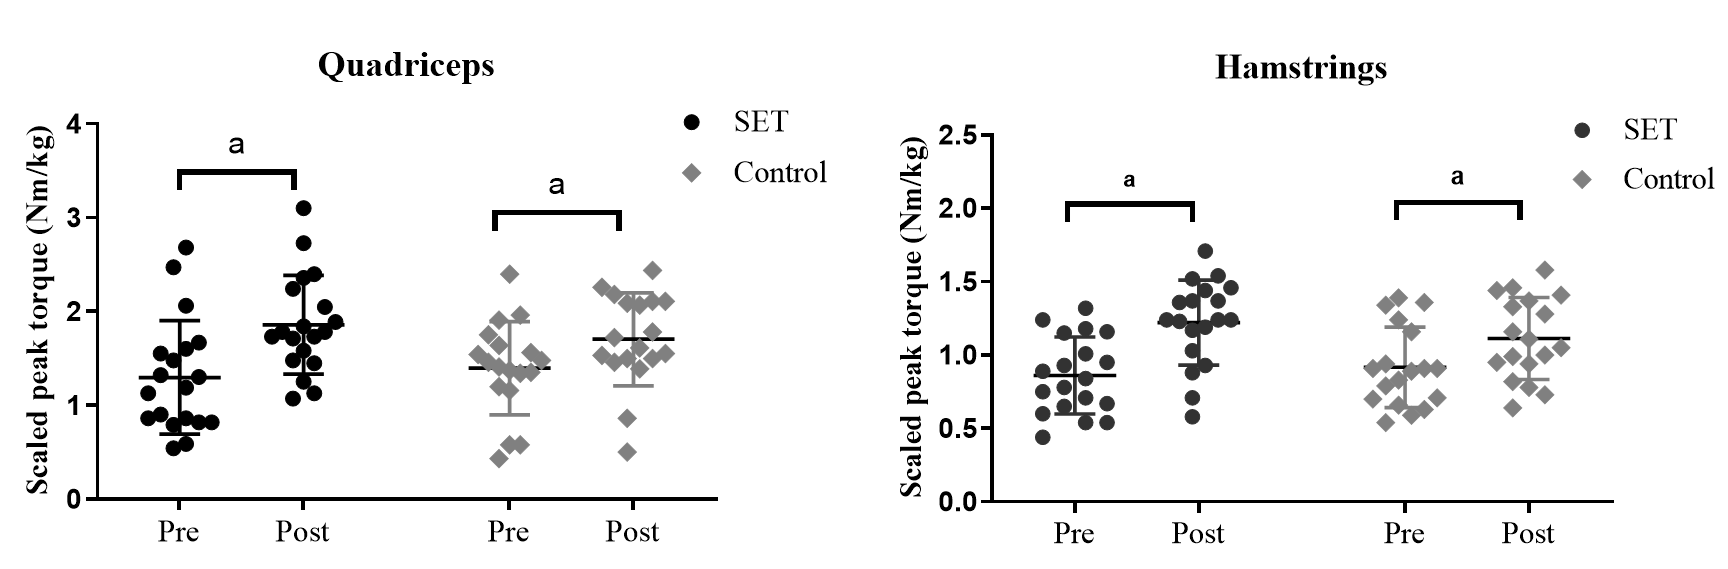 Quadriceps
Scaled peak torque (Nm/kg)
4
3
2
1
0
a
a
SET
Control
Pre
Post
Pre
Post
Hamstrings
Scaled peak torque (Nm/kg)
2.5
2.0
1.5
1.0
0.5
0.0
a
a
SET
Control
Pre
Post
Pre
Post